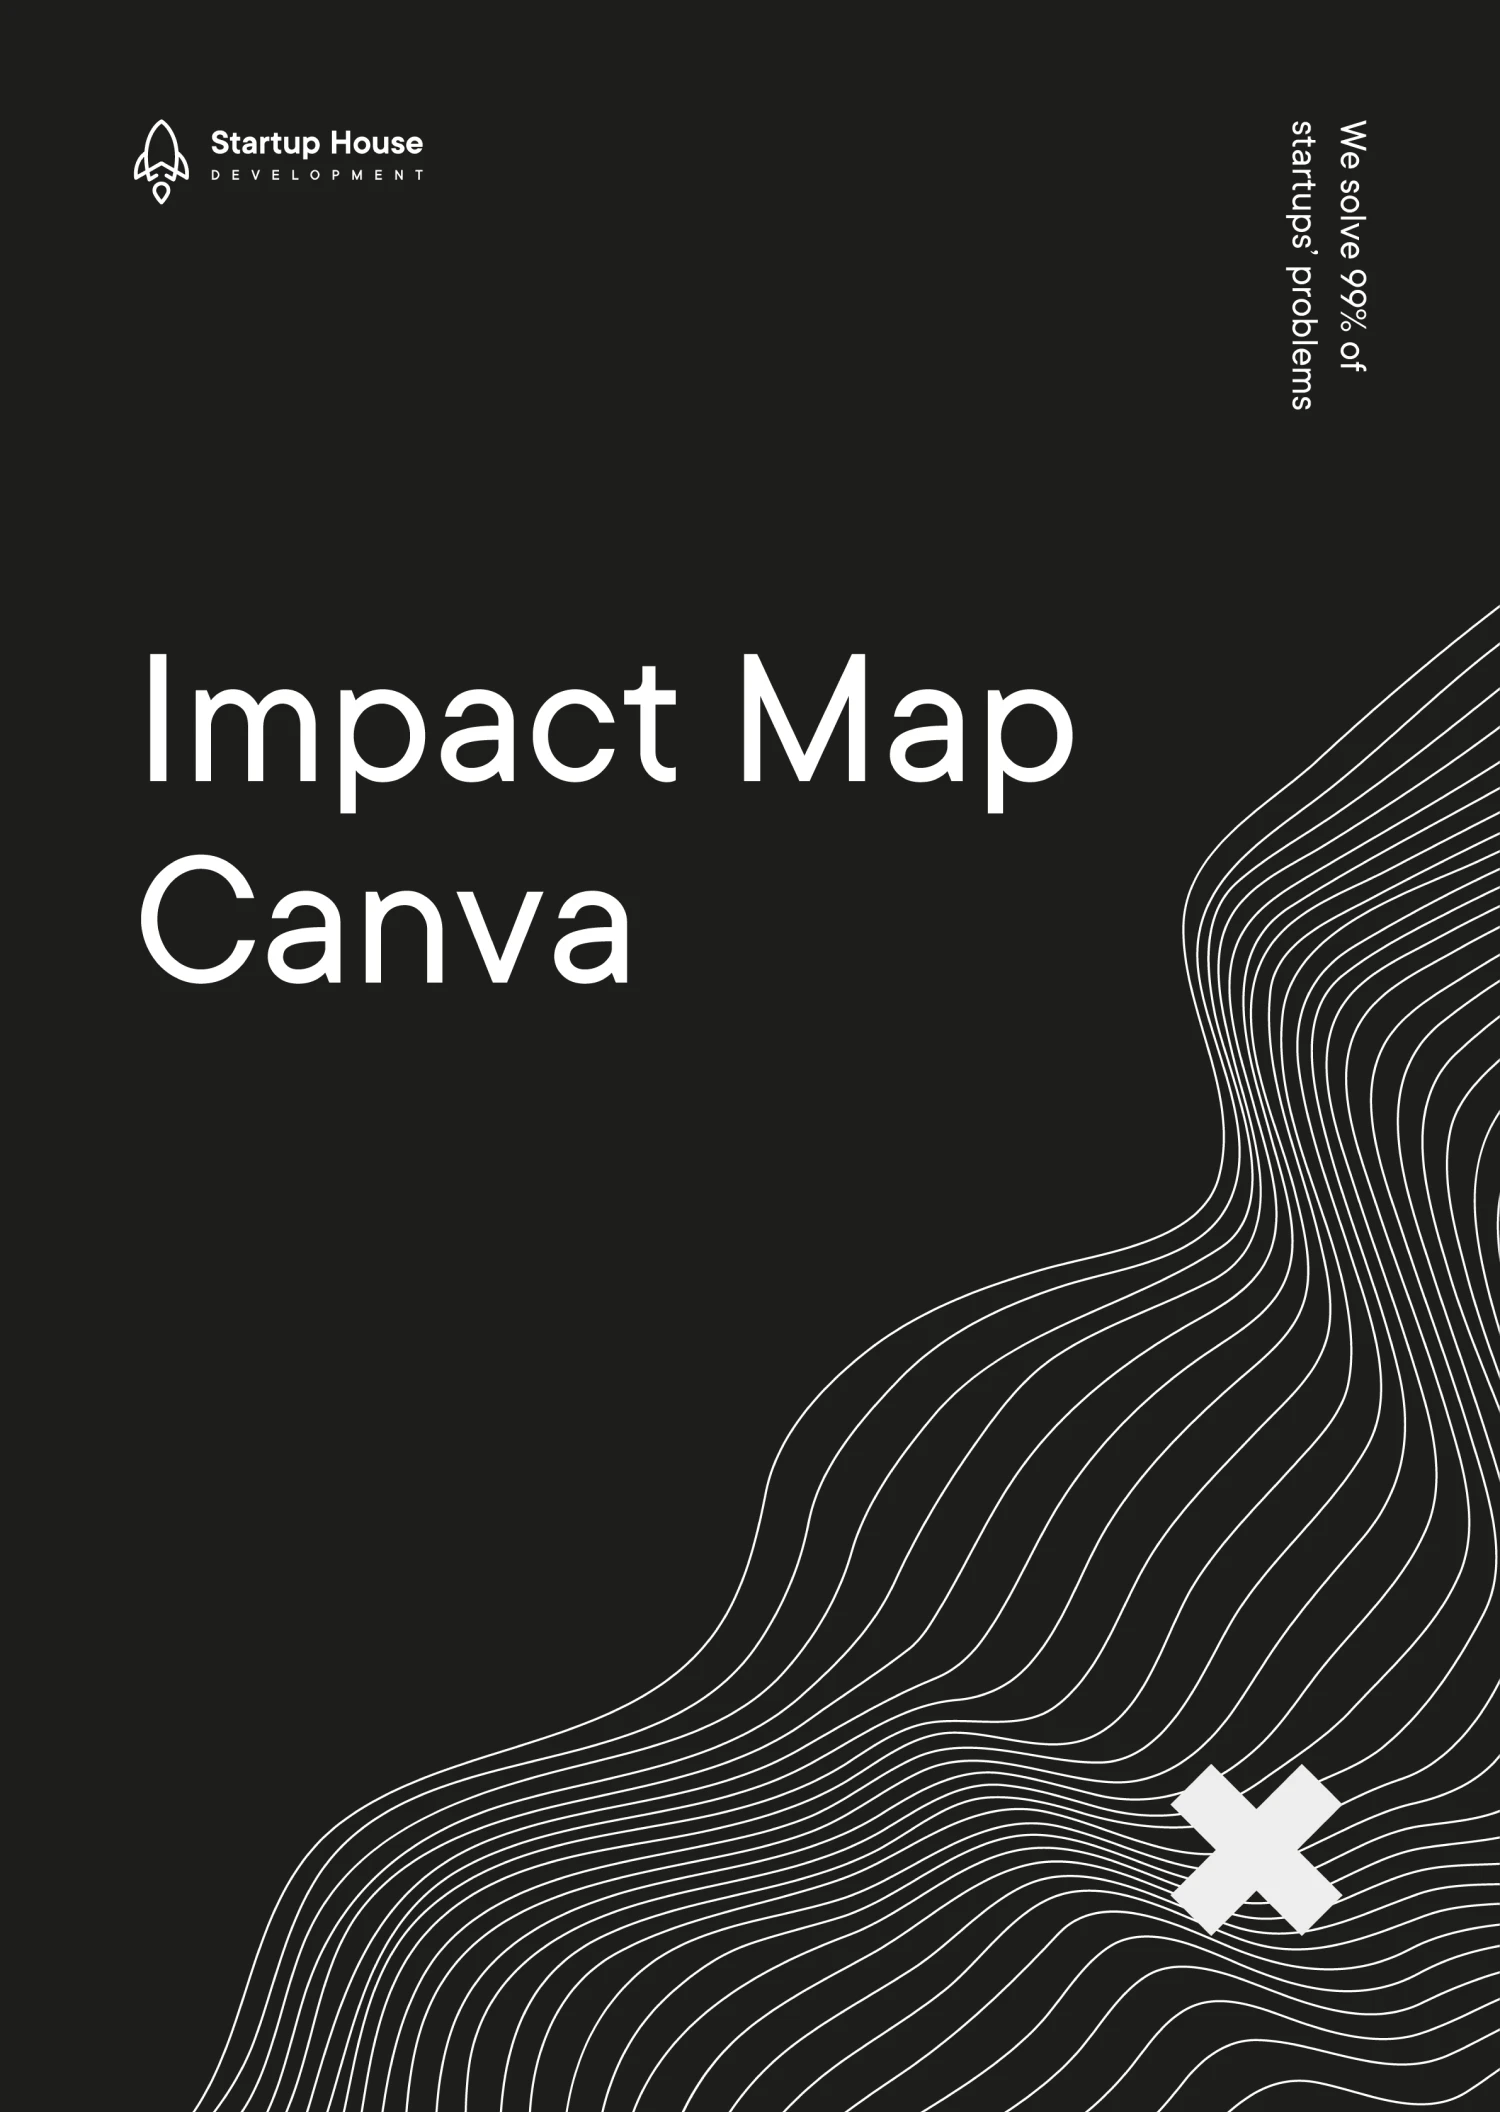 Startup House
DEVELOPMENT
We solve 99% of
startups’ problems
Impact Map
Canva